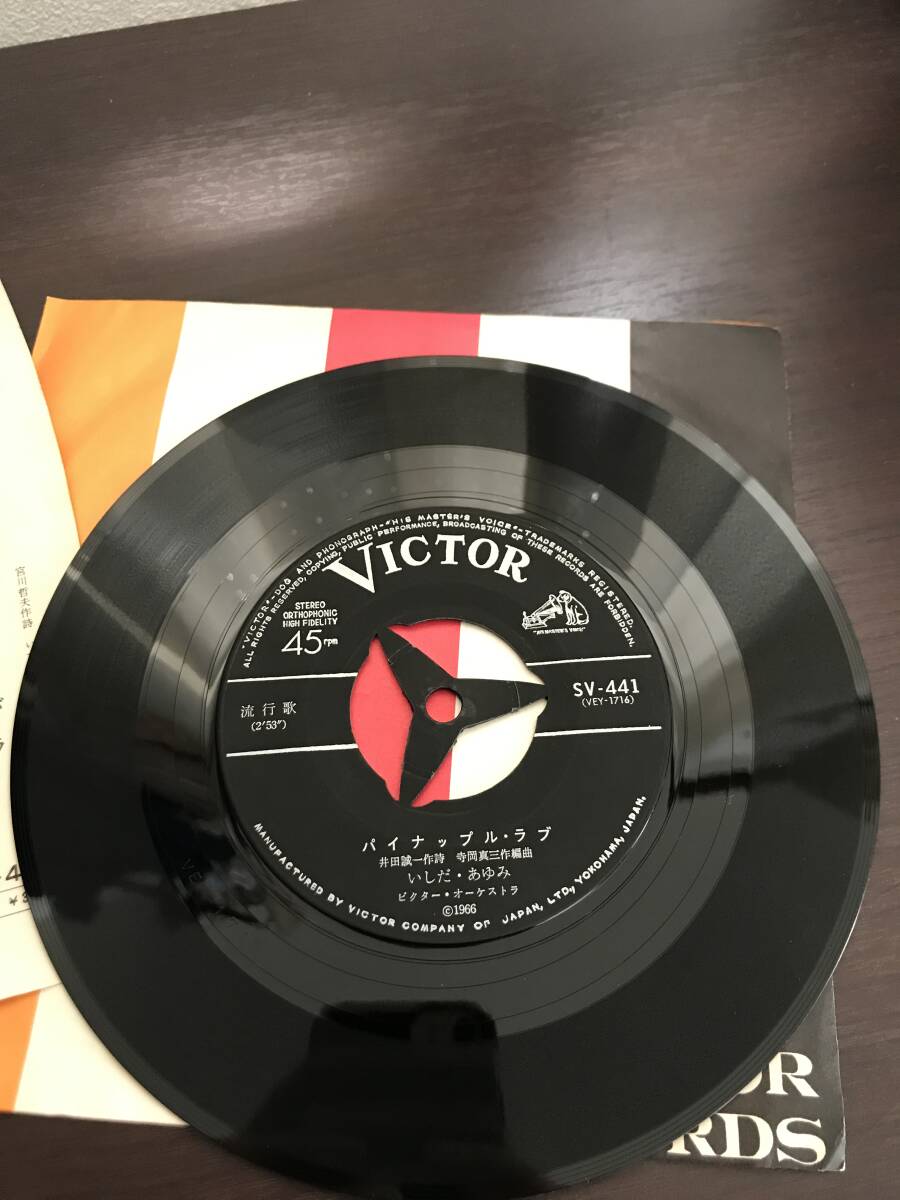 "VICTOR"-DOG AND PHONOGRAPH-"HIS MASTER'S VOICE"-TRADEMARKS REGISTERED.
ALL RIGHTS RESERVED, COPYING, PUBLIC PERFORMANCE, BROADCASTING OF THESE RECORDS ARE FORBIDDEN.
VICTOR
STEREO
ORTHOPHONIC
HIGH FIDELITY
45rpm
"HIS MASTER'S VOICE"
流行歌
(2'53")
SV-441
(VEY-1716)
パイナップル・ラブ
井田誠一作詩 寺岡真三作編曲
いしだ・あゆみ
ビクター・オーケストラ
©1966
MANUFACTURED BY VICTOR COMPANY OF JAPAN, LTD., YOKOHAMA, JAPAN,
宮川哲夫作詩
OR
RDS